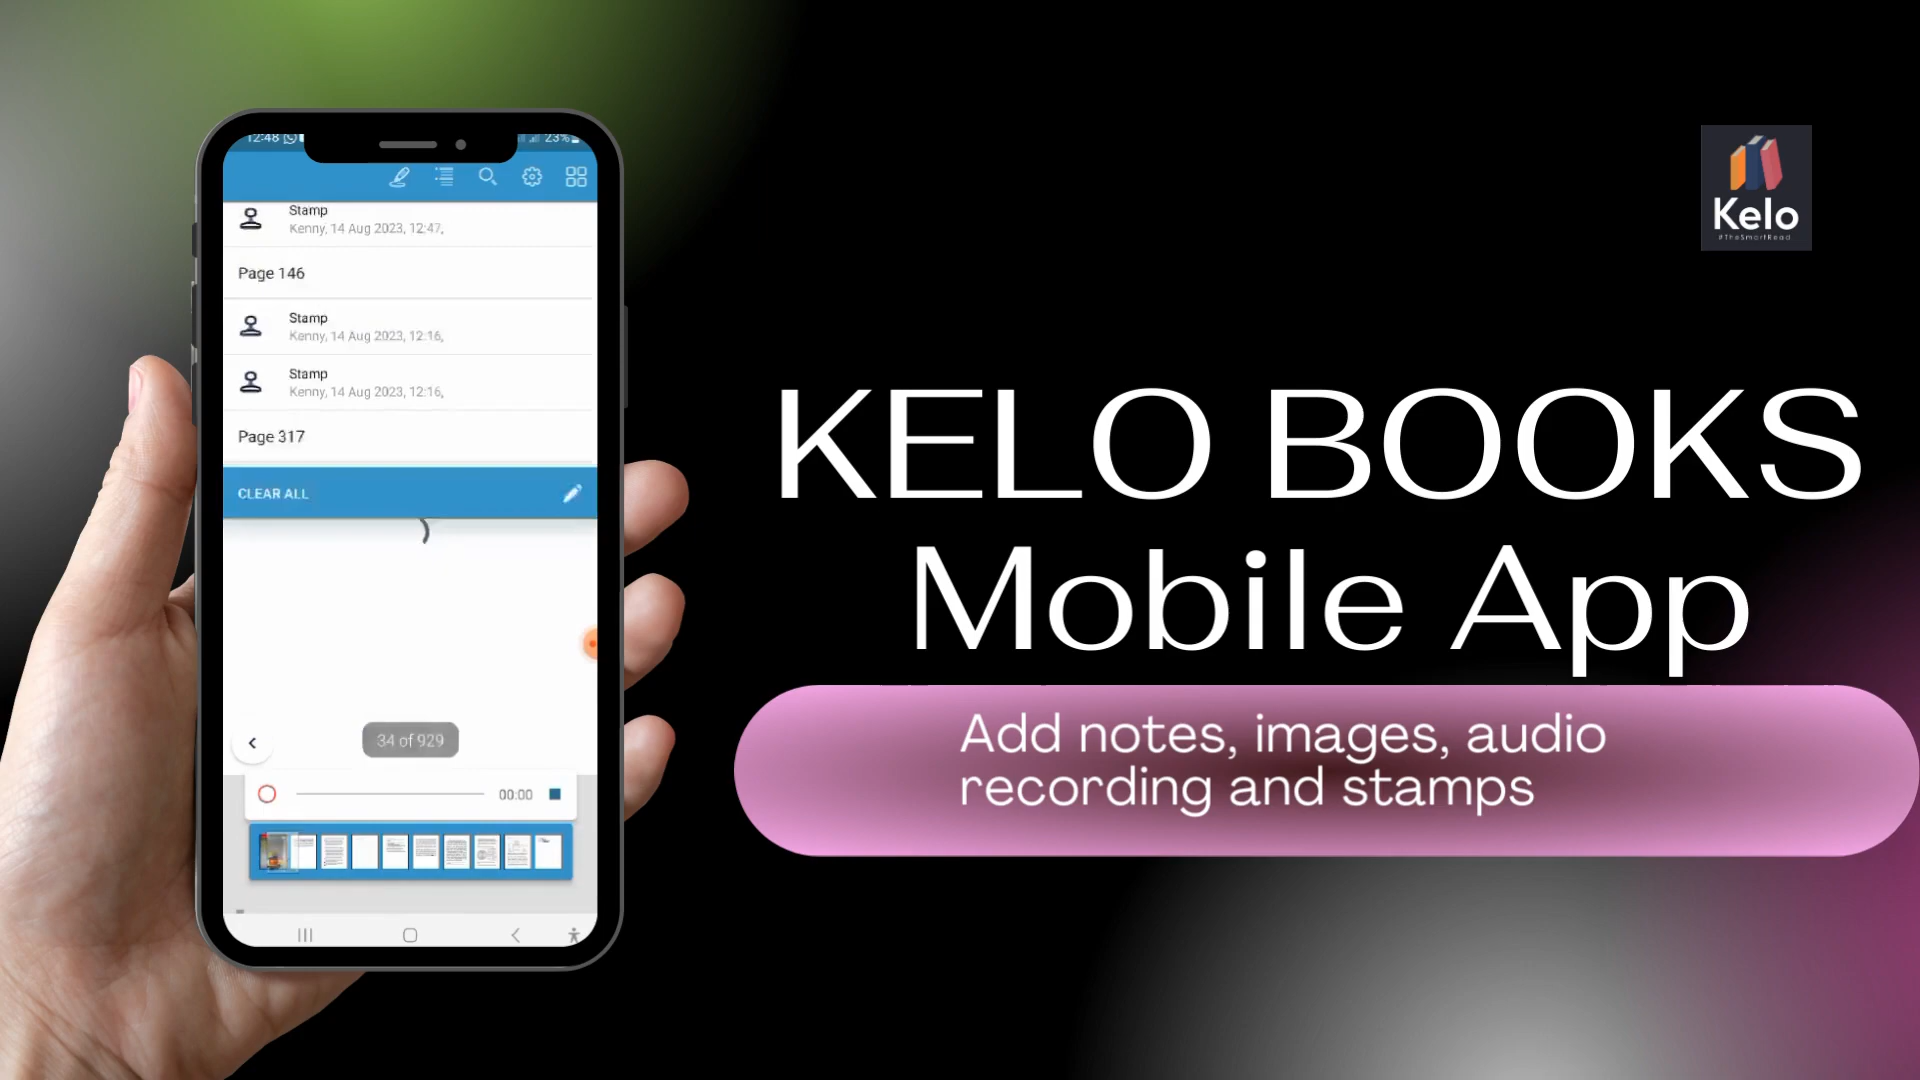 12:48
23%
Stamp
Kenny, 14 Aug 2023, 12:47,
Page 146
Stamp
Kenny, 14 Aug 2023, 12:16,
Stamp
Kenny, 14 Aug 2023, 12:16,
Page 317
CLEAR ALL
34 of 929
00:00
Kelo
#TheSmartRead
KELO BOOKS
Mobile App
Add notes, images, audio
recording and stamps